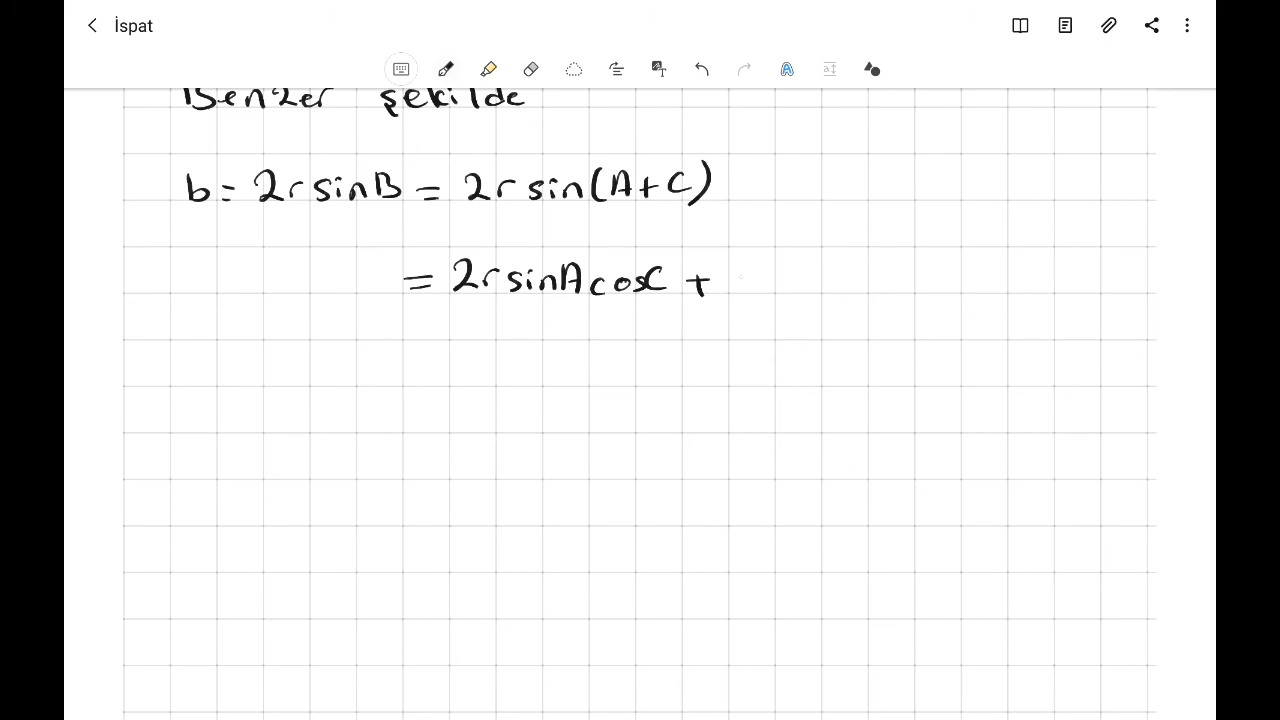 İspat
Benzer şekilde
b = 2r sinB = 2r sin(A+C)
= 2r sinA cosC +